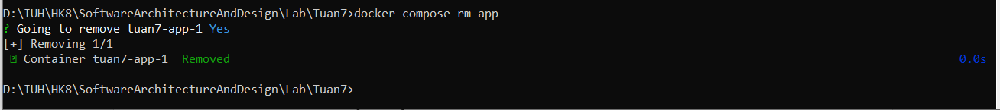 D:\IUH\HK8\SoftwareArchitectureAndDesign\Lab\Tuan7>docker compose rm app
? Going to remove tuan7-app-1 Yes
[+] Removing 1/1
Container tuan7-app-1 Removed 0.0s
D:\IUH\HK8\SoftwareArchitectureAndDesign\Lab\Tuan7>